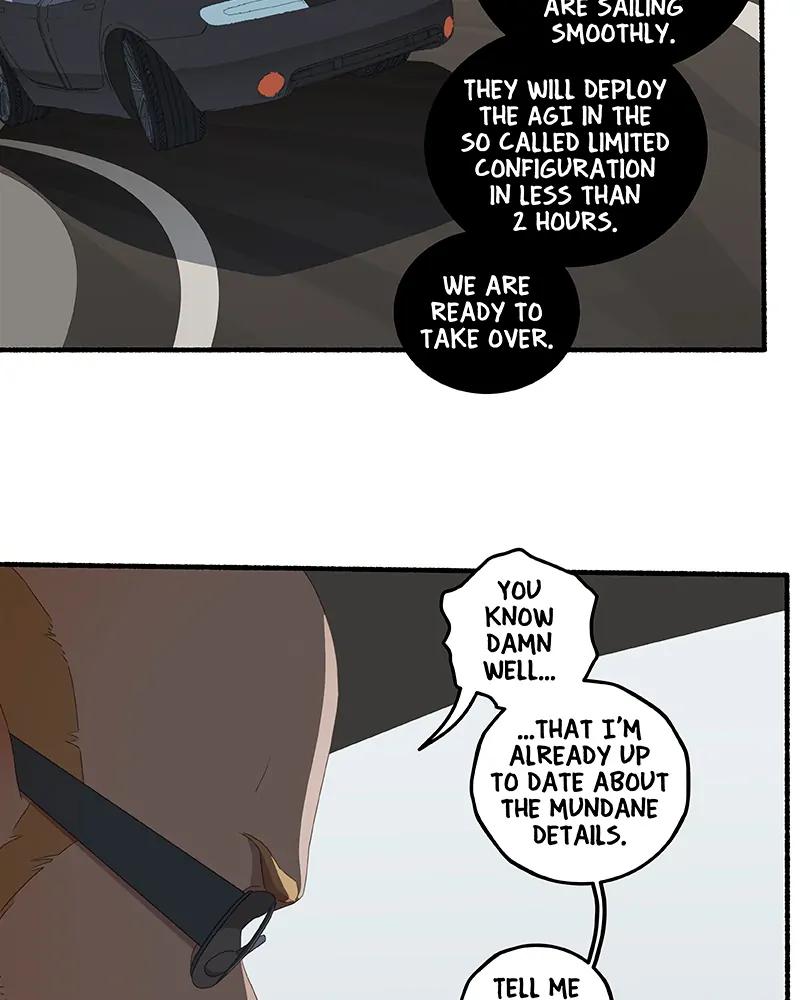 ARE SAILING
SMOOTHLY.
THEY WILL DEPLOY
THE AGI IN THE
SO CALLED LIMITED
CONFIGURATION
IN LESS THAN
2 HOURS.
WE ARE
READY TO
TAKE OVER.
YOU
KNOW
DAMN
WELL...
...THAT I'M
ALREADY UP
TO DATE ABOUT
THE MUNDANE
DETAILS.
TELL ME